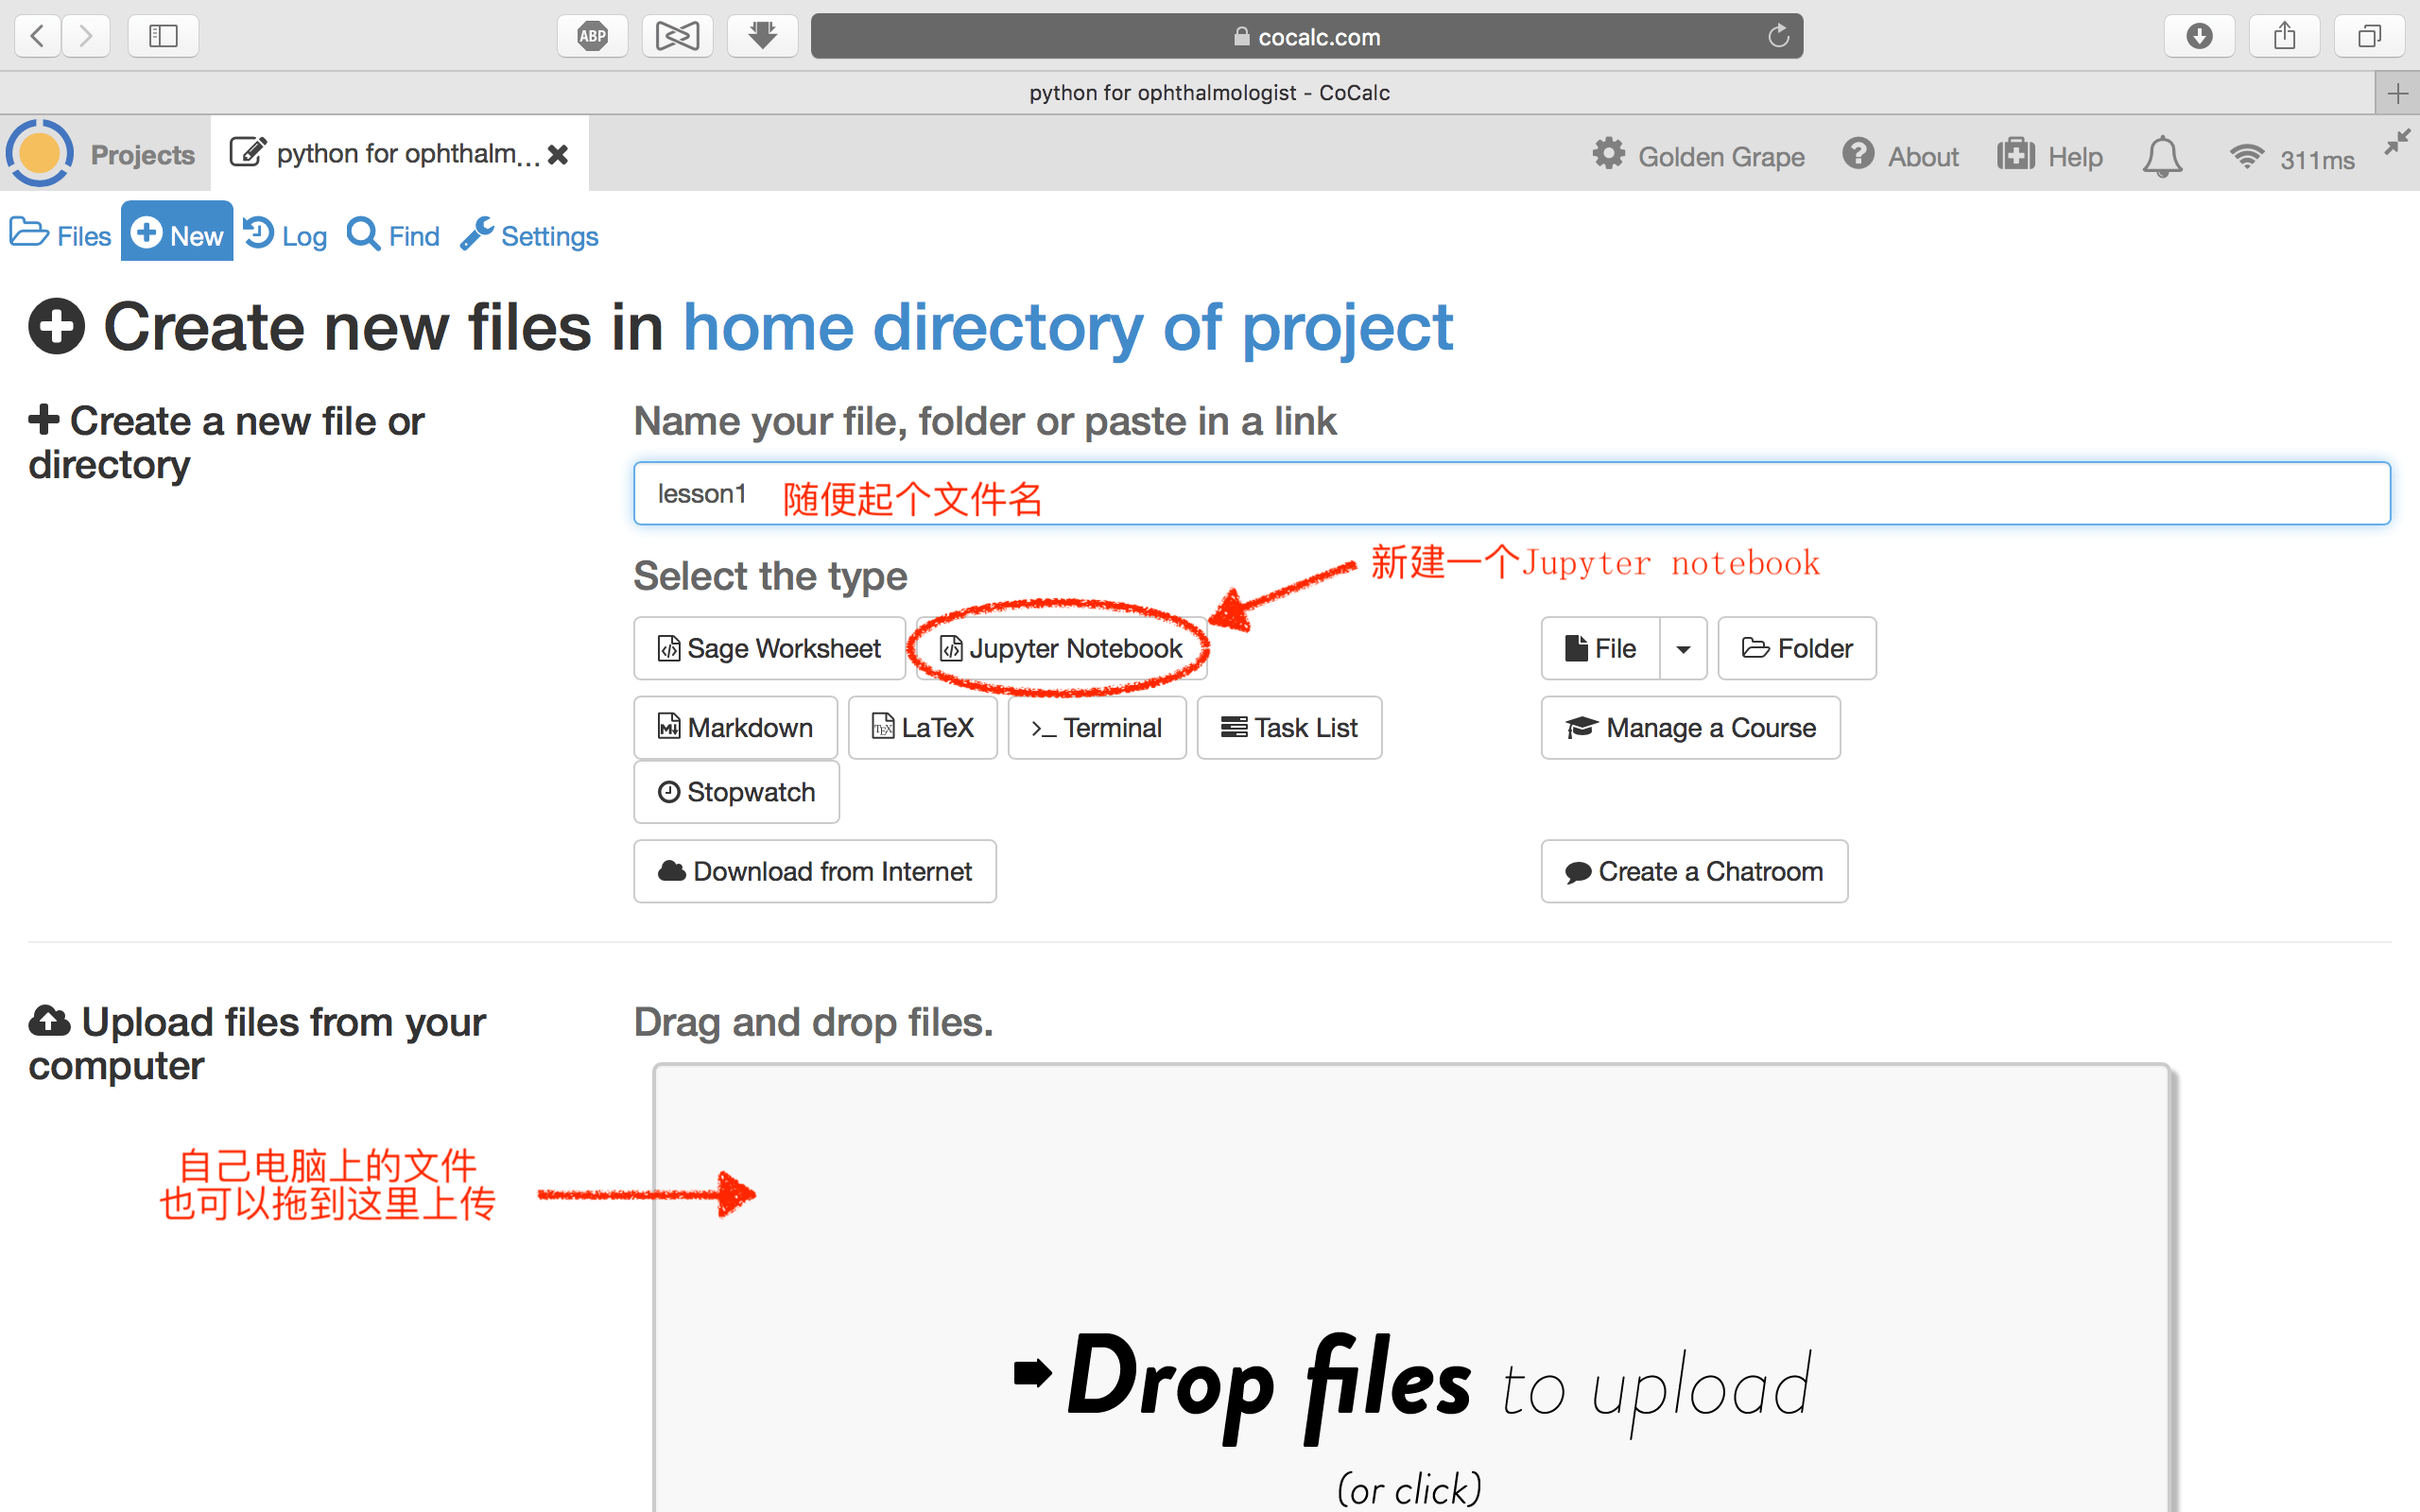 ABP
cocalc.com
python for ophthalmologist - CoCalc
Projects
python for ophthalm...
Golden Grape
About
Help
311ms
Files
New
Log
Find
Settings
Create new files in home directory of project
Create a new file or
directory
Name your file, folder or paste in a link
lesson1
随便起个文件名
Select the type
新建一个Jupyter notebook
Sage Worksheet
Jupyter Notebook
File
Folder
Markdown
LaTeX
Terminal
Task List
Manage a Course
Stopwatch
Download from Internet
Create a Chatroom
Upload files from your
computer
Drag and drop files.
自己电脑上的文件
也可以拖到这里上传
Drop files to upload
(or click)